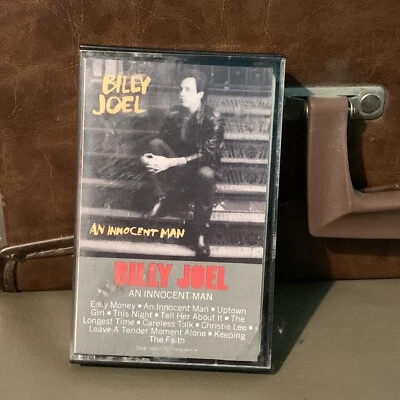 BILLY
JOEL
AN INNOCENT MAN
BILLY JOEL
AN INNOCENT MAN
Easy Money ▪ An Innocent Man ▪ Uptown
Girl ▪ This Night ▪ Tell Her About It ▪ The
Longest Time ▪ Careless Talk ▪ Christie Lee ▪
Leave A Tender Moment Alone ▪ Keeping
The Faith